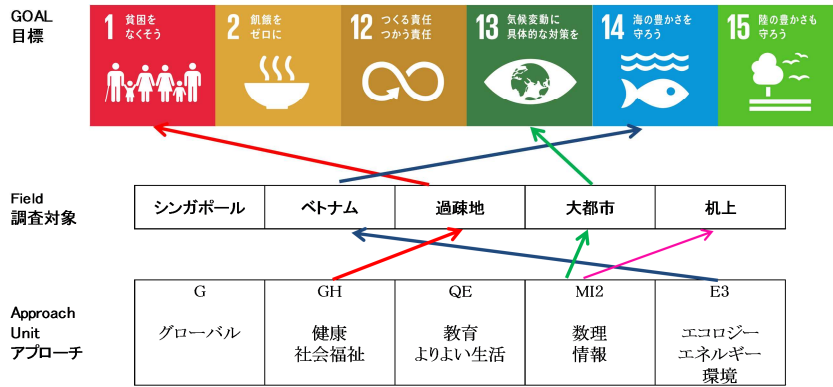 GOAL
目標
1 貧困を
なくそう
2 飢餓を
ゼロに
12 つくる責任
つかう責任
13 気候変動に
具体的な対策を
14 海の豊かさを
守ろう
15 陸の豊かさも
守ろう
Field
調査対象
シンガポール
ベトナム
過疎地
大都市
机上
Approach
Unit
アプローチ
G
グローバル
GH
健康
社会福祉
QE
教育
よりよい生活
MI2
数理
情報
E3
エコロジー
エネルギー
環境